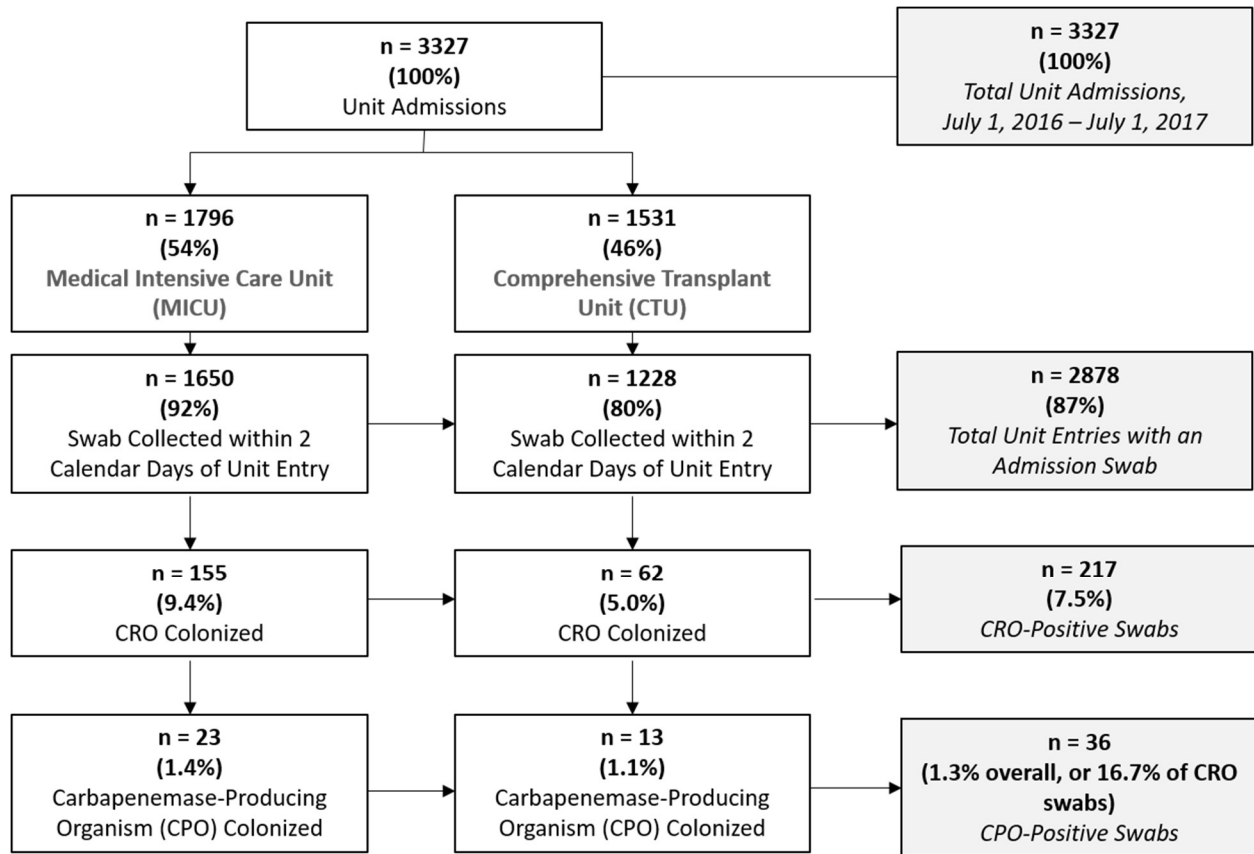 n = 3327
(100%)
Unit Admissions
n = 3327
(100%)
Total Unit Admissions,
July 1, 2016 – July 1, 2017
n = 1796
(54%)
Medical Intensive Care Unit
(MICU)
n = 1531
(46%)
Comprehensive Transplant
Unit (CTU)
n = 1650
(92%)
Swab Collected within 2
Calendar Days of Unit Entry
n = 1228
(80%)
Swab Collected within 2
Calendar Days of Unit Entry
n = 2878
(87%)
Total Unit Entries with an
Admission Swab
n = 155
(9.4%)
CRO Colonized
n = 62
(5.0%)
CRO Colonized
n = 217
(7.5%)
CRO-Positive Swabs
n = 23
(1.4%)
Carbapenemase-Producing
Organism (CPO) Colonized
n = 13
(1.1%)
Carbapenemase-Producing
Organism (CPO) Colonized
n = 36
(1.3% overall, or 16.7% of CRO
swabs)
CPO-Positive Swabs